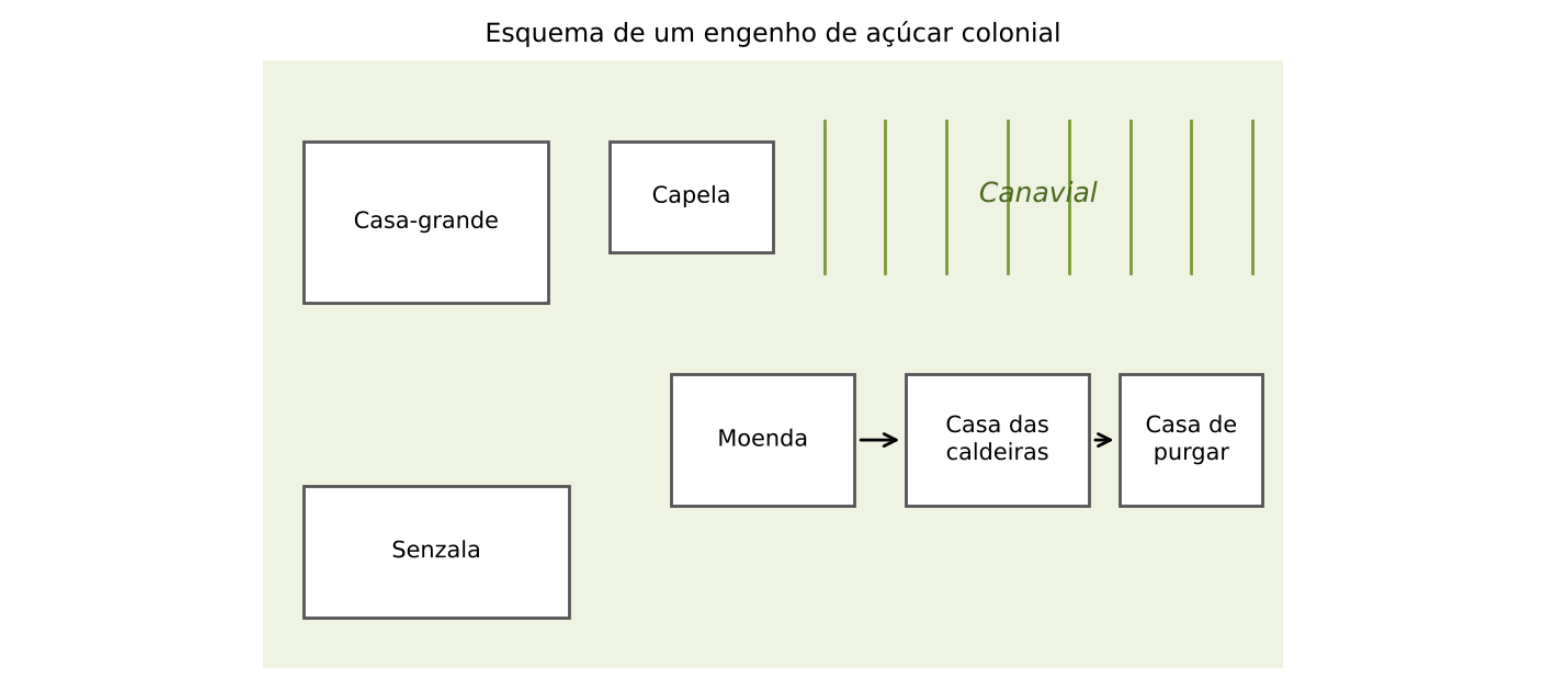 Esquema de um engenho de açúcar colonial
Casa-grande
Capela
Canavial
Moenda
Casa das
caldeiras
Casa de
purgar
Senzala